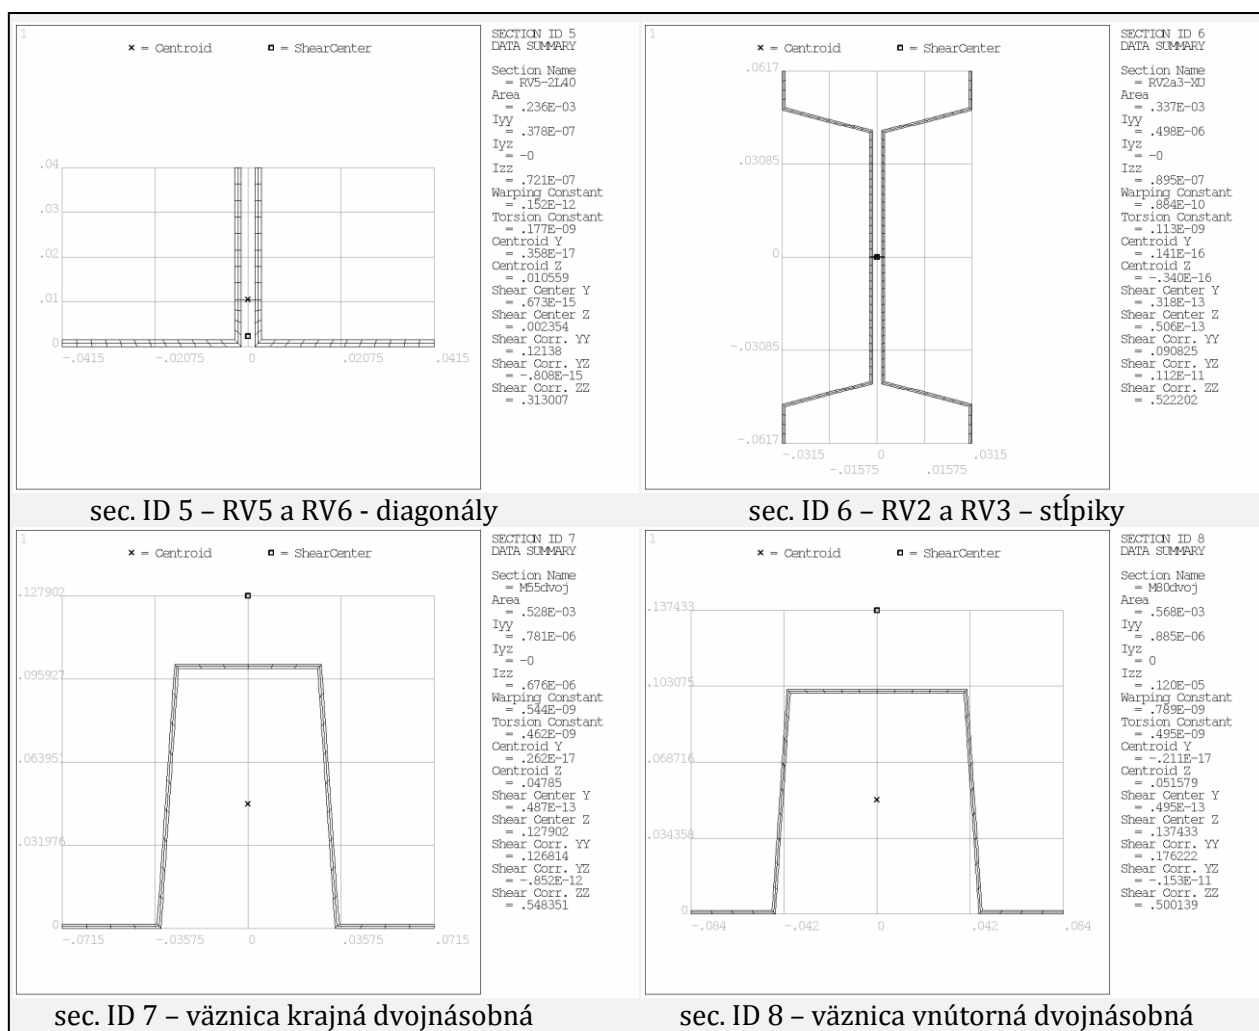 1
× = Centroid
= ShearCenter
.04
.03
.02
.01
0
-.0415
-.02075
0
.02075
.0415
SECTION ID 5
DATA SUMMARY
Section Name
= RV5-2L40
Area
= .236E-03
Iyy
= .378E-07
Iyz
= -0
Izz
= .721E-07
Warping Constant
= .152E-12
Torsion Constant
= .177E-09
Centroid Y
= .358E-17
Centroid Z
= .010559
Shear Center Y
= .673E-15
Shear Center Z
= .002354
Shear Corr. YY
= .12138
Shear Corr. YZ
= -.808E-15
Shear Corr. ZZ
= .313007
sec. ID 5 – RV5 a RV6 - diagonály
1
× = Centroid
= ShearCenter
.0617
.03085
0
-.03085
-.0617
-.0315
0
.0315
-.01575
.01575
SECTION ID 6
DATA SUMMARY
Section Name
= RV2a3-XU
Area
= .337E-03
Iyy
= .498E-06
Iyz
= -0
Izz
= .895E-07
Warping Constant
= .884E-10
Torsion Constant
= .113E-09
Centroid Y
= .141E-16
Centroid Z
= -.340E-16
Shear Center Y
= .318E-13
Shear Center Z
= .506E-13
Shear Corr. YY
= .090825
Shear Corr. YZ
= .112E-11
Shear Corr. ZZ
= .522202
sec. ID 6 – RV2 a RV3 – stĺpiky
1
× = Centroid
= ShearCenter
.127902
.095927
.063951
.031976
0
-.0715
-.03575
0
.03575
.0715
SECTION ID 7
DATA SUMMARY
Section Name
= M55dvoj
Area
= .528E-03
Iyy
= .781E-06
Iyz
= -0
Izz
= .676E-06
Warping Constant
= .544E-09
Torsion Constant
= .462E-09
Centroid Y
= .262E-17
Centroid Z
= .04785
Shear Center Y
= .487E-13
Shear Center Z
= .127902
Shear Corr. YY
= .126814
Shear Corr. YZ
= -.852E-12
Shear Corr. ZZ
= .548351
sec. ID 7 – väznica krajná dvojnásobná
1
× = Centroid
= ShearCenter
.137433
.103075
.068716
.034358
0
-.084
-.042
0
.042
.084
SECTION ID 8
DATA SUMMARY
Section Name
= M80dvoj
Area
= .568E-03
Iyy
= .885E-06
Iyz
= 0
Izz
= .120E-05
Warping Constant
= .789E-09
Torsion Constant
= .495E-09
Centroid Y
= -.211E-17
Centroid Z
= .051579
Shear Center Y
= .495E-13
Shear Center Z
= .137433
Shear Corr. YY
= .176222
Shear Corr. YZ
= -.153E-11
Shear Corr. ZZ
= .500139
sec. ID 8 – väznica vnútorná dvojnásobná